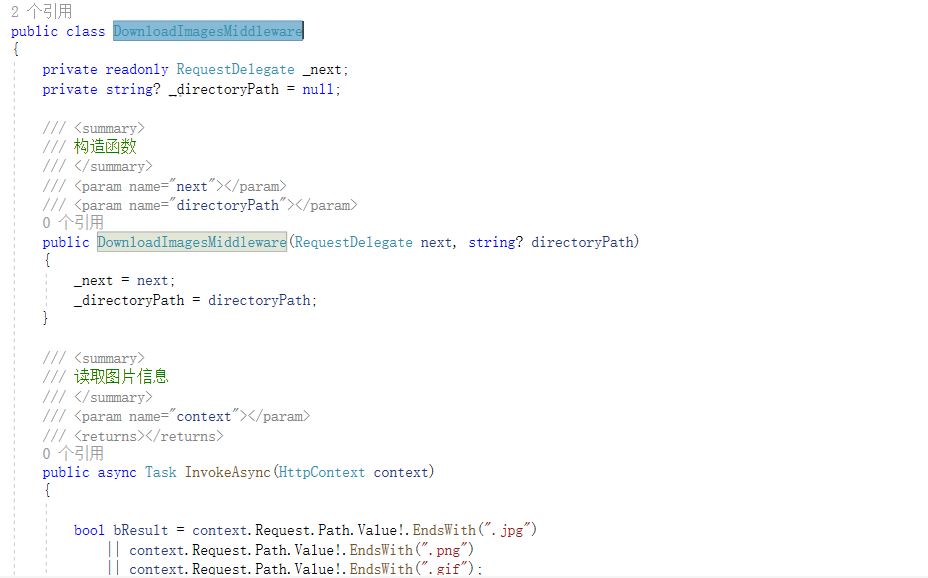 2 个引用
public class DownloadImagesMiddleware
{
private readonly RequestDelegate _next;
private string? _directoryPath = null;
/// <summary>
/// 构造函数
/// </summary>
/// <param name="next"></param>
/// <param name="directoryPath"></param>
0 个引用
public DownloadImagesMiddleware(RequestDelegate next, string? directoryPath)
{
_next = next;
_directoryPath = directoryPath;
}
/// <summary>
/// 读取图片信息
/// </summary>
/// <param name="context"></param>
/// <returns></returns>
0 个引用
public async Task InvokeAsync(HttpContext context)
{
bool bResult = context.Request.Path.Value!.EndsWith(".jpg")
|| context.Request.Path.Value!.EndsWith(".png")
|| context.Request.Path.Value!.EndsWith(".gif");